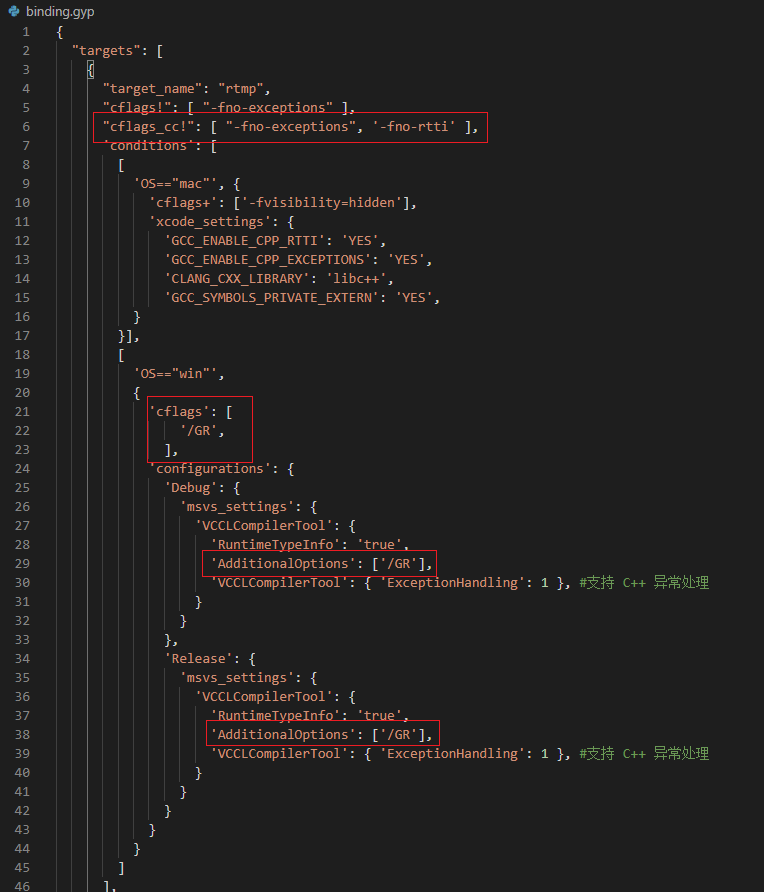 binding.gyp
1 {
2 "targets": [
3 {
4 "target_name": "rtmp",
5 "cflags!": [ "-fno-exceptions" ],
6 "cflags_cc!": [ "-fno-exceptions", '-fno-rtti' ],
7 'conditions': [
8 [
9 'OS=="mac"', {
10 'cflags+': ['-fvisibility=hidden'],
11 'xcode_settings': {
12 'GCC_ENABLE_CPP_RTTI': 'YES',
13 'GCC_ENABLE_CPP_EXCEPTIONS': 'YES',
14 'CLANG_CXX_LIBRARY': 'libc++',
15 'GCC_SYMBOLS_PRIVATE_EXTERN': 'YES',
16 }
17 }],
18 [
19 'OS=="win"',
20 {
21 'cflags': [
22 '/GR',
23 ],
24 'configurations': {
25 'Debug': {
26 'msvs_settings': {
27 'VCCLCompilerTool': {
28 'RuntimeTypeInfo': 'true',
29 'AdditionalOptions': ['/GR'],
30 'VCCLCompilerTool': { 'ExceptionHandling': 1 }, #支持 C++ 异常处理
31 }
32 }
33 },
34 'Release': {
35 'msvs_settings': {
36 'VCCLCompilerTool': {
37 'RuntimeTypeInfo': 'true',
38 'AdditionalOptions': ['/GR'],
39 'VCCLCompilerTool': { 'ExceptionHandling': 1 }, #支持 C++ 异常处理
40 }
41 }
42 }
43 }
44 }
45 ]
46 ],